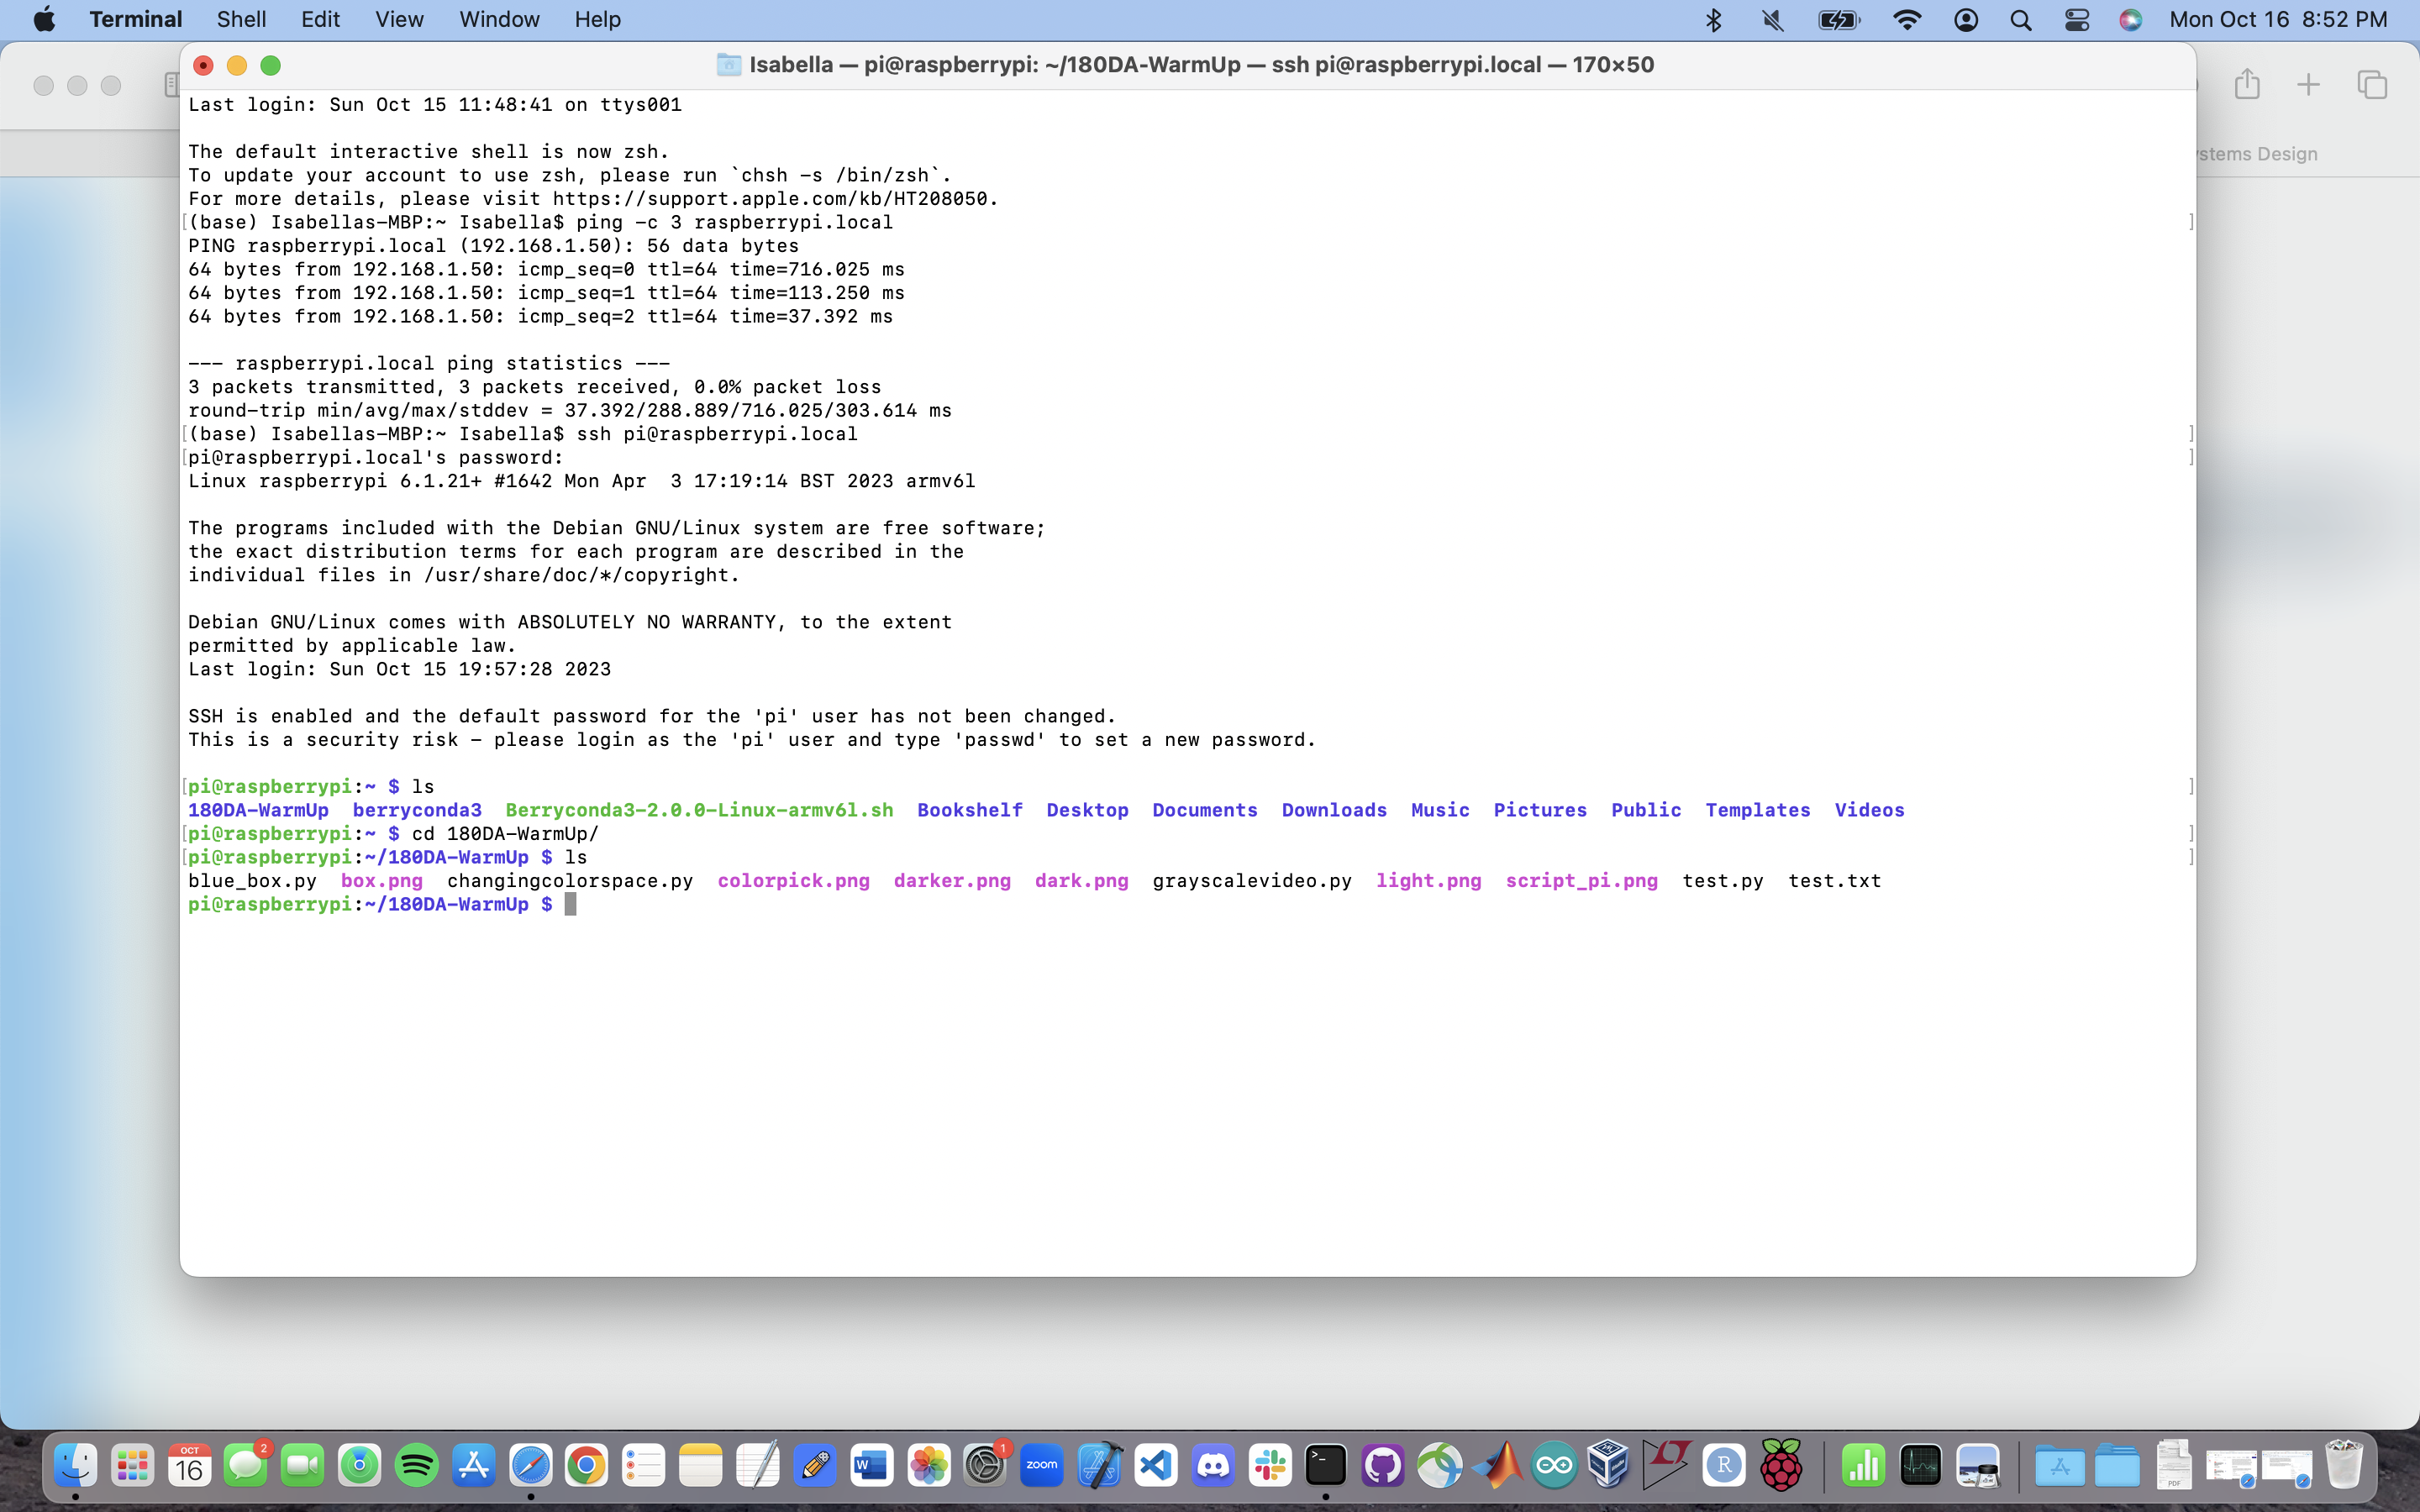 Terminal Shell Edit View Window Help Mon Oct 16 8:52 PM
Isabella — pi@raspberrypi: ~/180DA-WarmUp — ssh pi@raspberrypi.local — 170×50
Last login: Sun Oct 15 11:48:41 on ttys001
stems Design
The default interactive shell is now zsh.
To update your account to use zsh, please run `chsh -s /bin/zsh`.
For more details, please visit https://support.apple.com/kb/HT208050.
[(base) Isabellas-MBP:~ Isabella$ ping -c 3 raspberrypi.local ]
PING raspberrypi.local (192.168.1.50): 56 data bytes
64 bytes from 192.168.1.50: icmp_seq=0 ttl=64 time=716.025 ms
64 bytes from 192.168.1.50: icmp_seq=1 ttl=64 time=113.250 ms
64 bytes from 192.168.1.50: icmp_seq=2 ttl=64 time=37.392 ms
--- raspberrypi.local ping statistics ---
3 packets transmitted, 3 packets received, 0.0% packet loss
round-trip min/avg/max/stddev = 37.392/288.889/716.025/303.614 ms
[(base) Isabellas-MBP:~ Isabella$ ssh pi@raspberrypi.local ]
[pi@raspberrypi.local's password: ]
Linux raspberrypi 6.1.21+ #1642 Mon Apr  3 17:19:14 BST 2023 armv6l
The programs included with the Debian GNU/Linux system are free software;
the exact distribution terms for each program are described in the
individual files in /usr/share/doc/*/copyright.
Debian GNU/Linux comes with ABSOLUTELY NO WARRANTY, to the extent
permitted by applicable law.
Last login: Sun Oct 15 19:57:28 2023
SSH is enabled and the default password for the 'pi' user has not been changed.
This is a security risk - please login as the 'pi' user and type 'passwd' to set a new password.
[pi@raspberrypi:~ $ ls ]
180DA-WarmUp  berryconda3  Berryconda3-2.0.0-Linux-armv6l.sh  Bookshelf  Desktop  Documents  Downloads  Music  Pictures  Public  Templates  Videos
[pi@raspberrypi:~ $ cd 180DA-WarmUp/ ]
[pi@raspberrypi:~/180DA-WarmUp $ ls ]
blue_box.py  box.png  changingcolorspace.py  colorpick.png  darker.png  dark.png  grayscalevideo.py  light.png  script_pi.png  test.py  test.txt
pi@raspberrypi:~/180DA-WarmUp $
OCT
16
2
W
1
zoom
>_
R
PDF